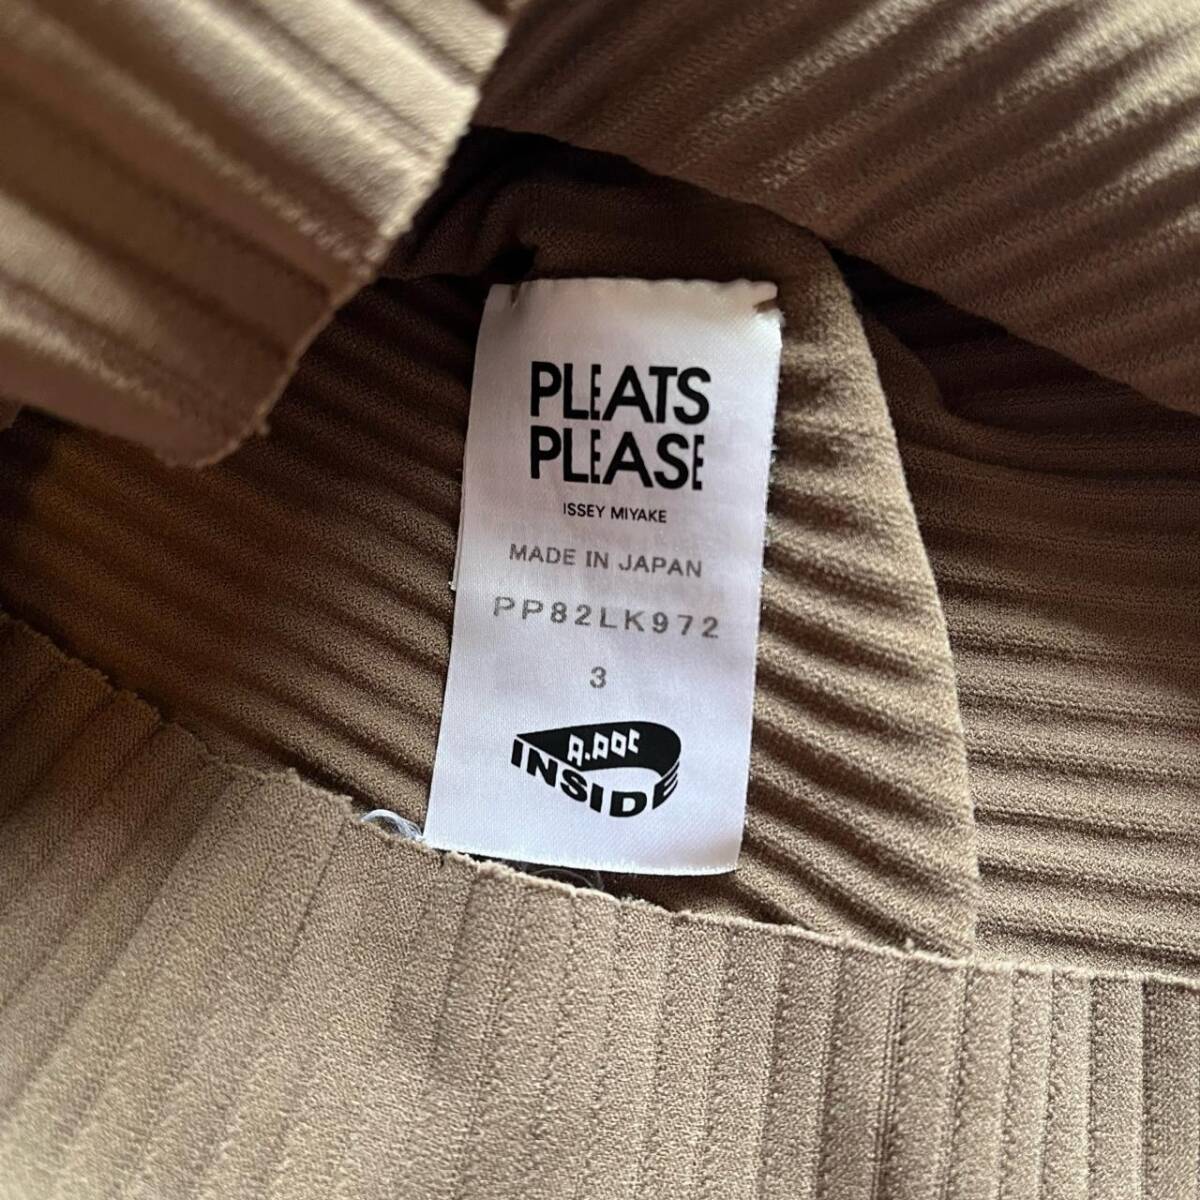 PLEATS
PLEASE
ISSEY MIYAKE
MADE IN JAPAN
PP82LK972
3
A.POC
INSIDE